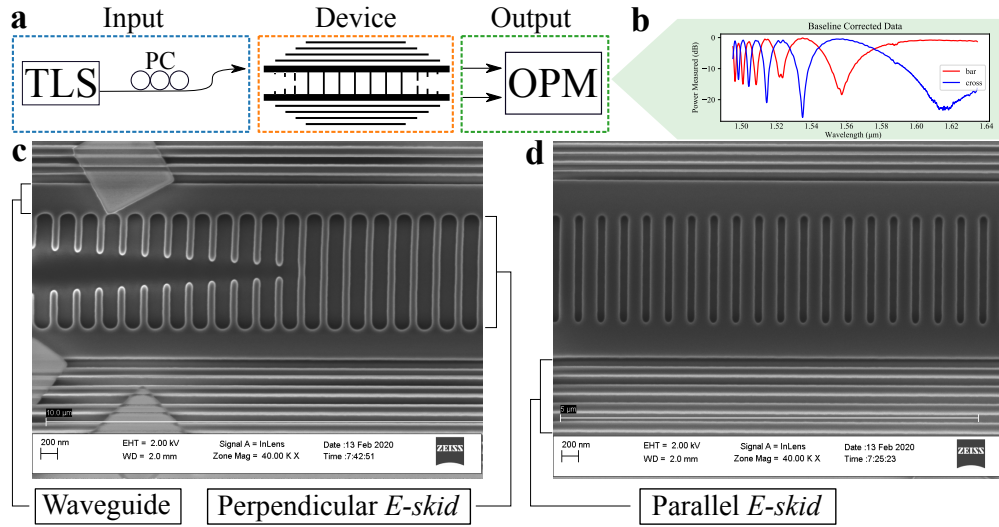 a
Input
Device
Output
b
TLS
PC
OPM
Baseline Corrected Data
Power Measured (dB)
0
−10
−20
bar
cross
1.50
1.52
1.54
1.56
1.58
1.60
1.62
1.64
Wavelength (μm)
c
d
10.0 μm
5 μm
200 nm
EHT = 2.00 kV
Signal A = InLens
Date :13 Feb 2020
WD = 2.0 mm
Zone Mag = 40.00 K X
Time :7:42:51
ZEISS
200 nm
EHT = 2.00 kV
Signal A = InLens
Date :13 Feb 2020
WD = 2.0 mm
Zone Mag = 40.00 K X
Time :7:25:23
ZEISS
Waveguide
Perpendicular E-skid
Parallel E-skid